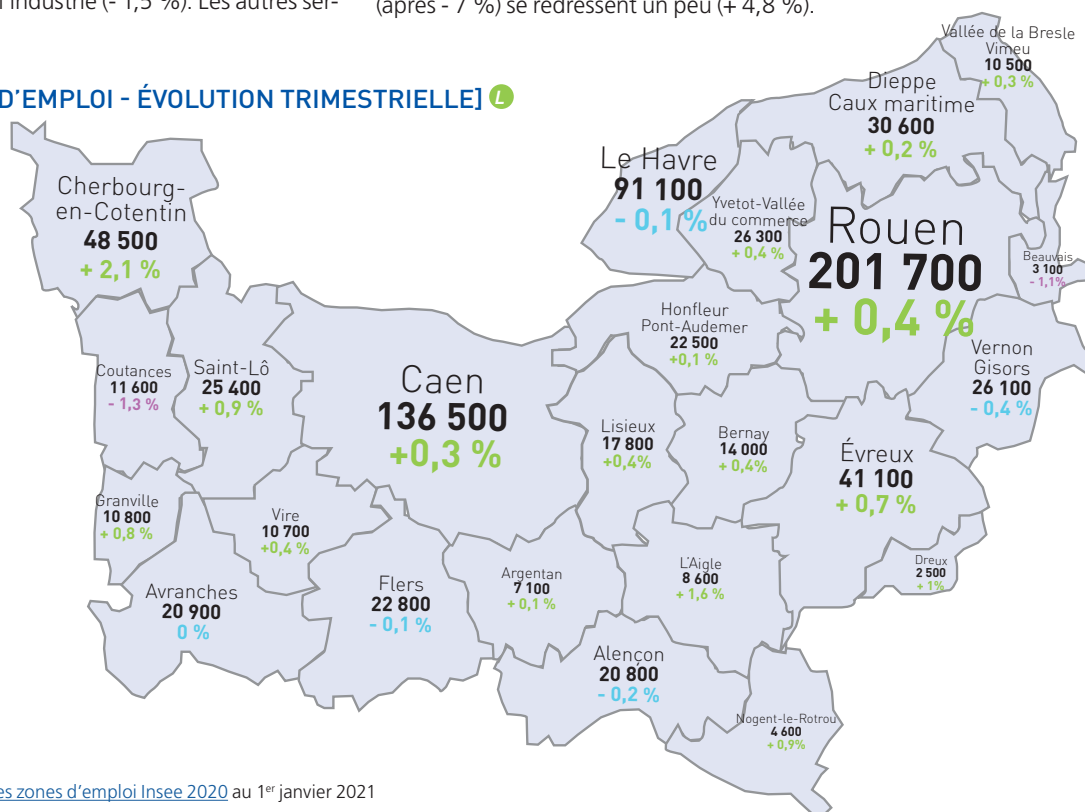 l'industrie (- 1,5 %). Les autres ser-
(après - 7 %) se redressent un peu (+ 4,8 %).
D'EMPLOI - ÉVOLUTION TRIMESTRIELLE] L
Vallée de la Bresle
Vimeu
10 500
+ 0,3 %
Dieppe
Caux maritime
30 600
+ 0,2 %
Cherbourg-
en-Cotentin
48 500
+ 2,1 %
Le Havre
91 100
- 0,1 %
Yvetot-Vallée
du commerce
26 300
+ 0,4 %
Rouen
201 700
+ 0,4 %
Beauvais
3 100
- 1,1%
Honfleur
Pont-Audemer
22 500
+0,1 %
Vernon
Gisors
26 100
- 0,4 %
Coutances
11 600
- 1,3 %
Saint-Lô
25 400
+ 0,9 %
Caen
136 500
+0,3 %
Lisieux
17 800
+0,4%
Bernay
14 000
+ 0,4%
Évreux
41 100
+ 0,7 %
Granville
10 800
+ 0,8 %
Vire
10 700
+0,4 %
Avranches
20 900
0 %
Flers
22 800
- 0,1 %
Argentan
7 100
+ 0,1 %
L'Aigle
8 600
+ 1,6 %
Dreux
2 500
+ 1%
Alençon
20 800
- 0,2 %
Nogent-le-Rotrou
4 600
+ 0,9%
es zones d'emploi Insee 2020 au 1er janvier 2021